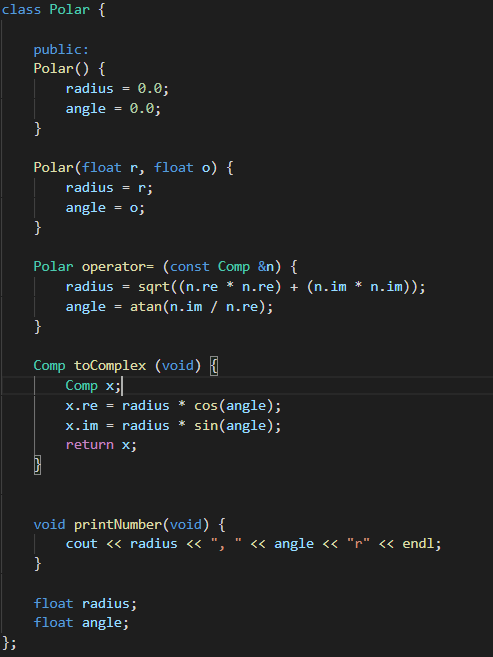 class Polar {
    public:
    Polar() {
        radius = 0.0;
        angle = 0.0;
    }
    Polar(float r, float o) {
        radius = r;
        angle = o;
    }
    Polar operator= (const Comp &n) {
        radius = sqrt((n.re * n.re) + (n.im * n.im));
        angle = atan(n.im / n.re);
    }
    Comp toComplex (void) {
        Comp x;
        x.re = radius * cos(angle);
        x.im = radius * sin(angle);
        return x;
    }
    void printNumber(void) {
        cout << radius << ", " << angle << "r" << endl;
    }
    float radius;
    float angle;
};